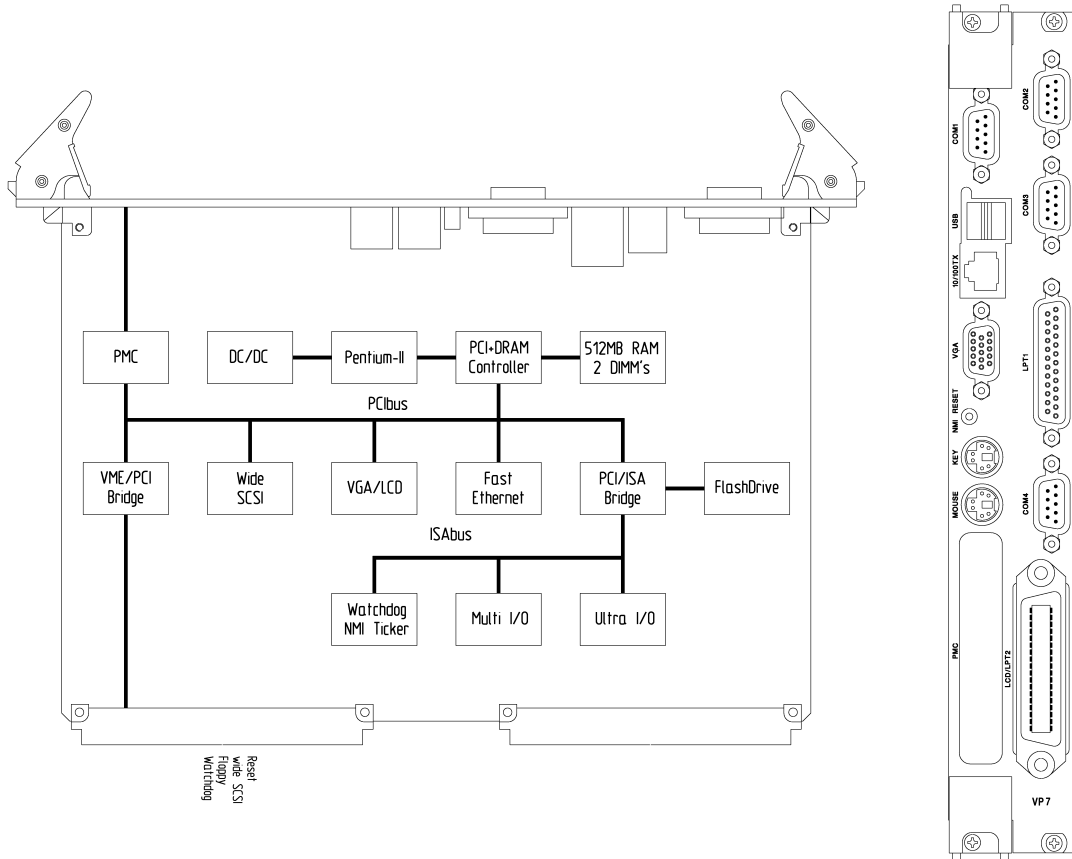 PMC
DC/DC
Pentium-II
PCI+DRAM
Controller
512MB RAM
2 DIMM's
PCIbus
VME/PCI
Bridge
Wide
SCSI
VGA/LCD
Fast
Ethernet
PCI/ISA
Bridge
FlashDrive
ISAbus
Watchdog
NMI Ticker
Multi I/O
Ultra I/O
Reset
wide SCSI
Floppy
Watchdog
COM1
USB
10/100TX
VGA
NMI RESET
KEY
MOUSE
PMC
COM2
COM3
LPT1
COM4
LCD/LPT2
VP7